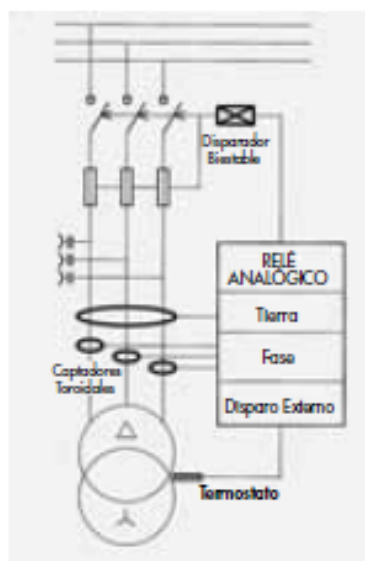 Disparador
Biestable
RELÉ
ANALÓGICO
Tierra
Fase
Captadores
Toroidales
Disparo Externo
Termostato